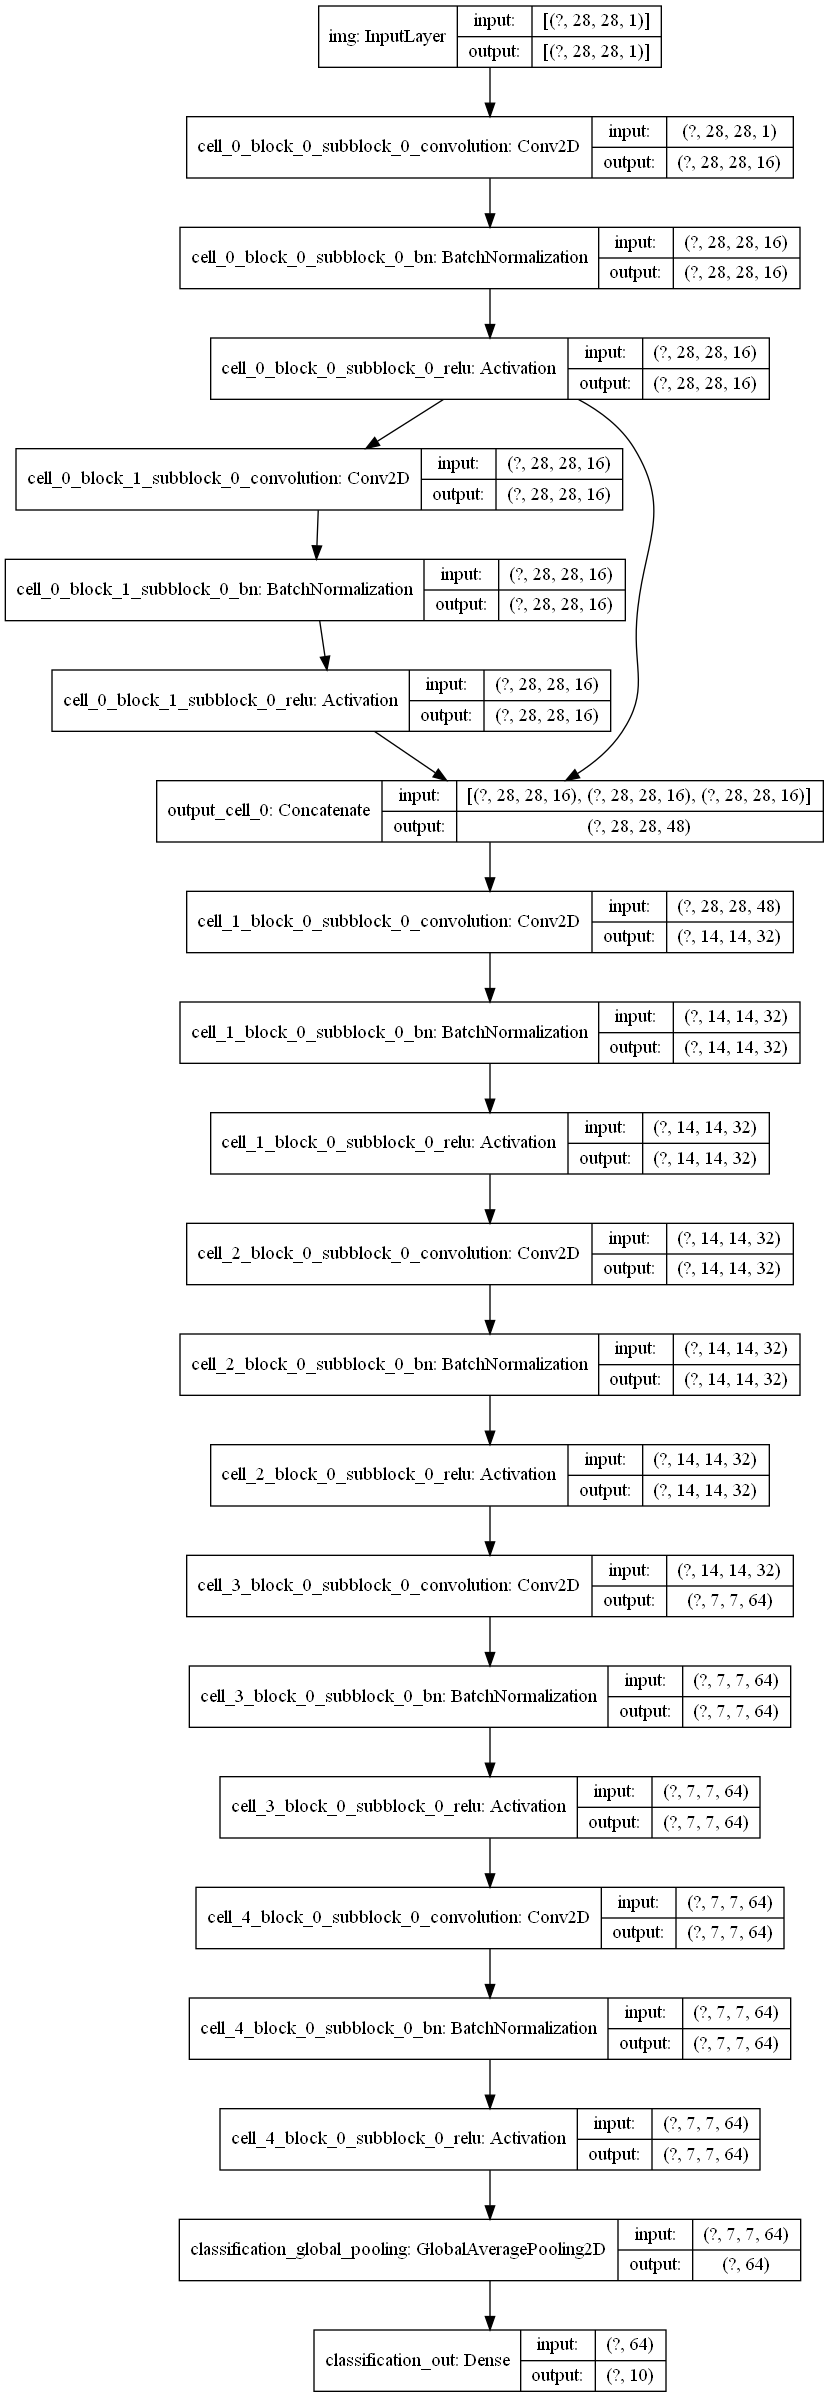 img: InputLayer
input: [(?, 28, 28, 1)]
output: [(?, 28, 28, 1)]
cell_0_block_0_subblock_0_convolution: Conv2D
input: (?, 28, 28, 1)
output: (?, 28, 28, 16)
cell_0_block_0_subblock_0_bn: BatchNormalization
input: (?, 28, 28, 16)
output: (?, 28, 28, 16)
cell_0_block_0_subblock_0_relu: Activation
input: (?, 28, 28, 16)
output: (?, 28, 28, 16)
cell_0_block_1_subblock_0_convolution: Conv2D
input: (?, 28, 28, 16)
output: (?, 28, 28, 16)
cell_0_block_1_subblock_0_bn: BatchNormalization
input: (?, 28, 28, 16)
output: (?, 28, 28, 16)
cell_0_block_1_subblock_0_relu: Activation
input: (?, 28, 28, 16)
output: (?, 28, 28, 16)
output_cell_0: Concatenate
input: [(?, 28, 28, 16), (?, 28, 28, 16), (?, 28, 28, 16)]
output: (?, 28, 28, 48)
cell_1_block_0_subblock_0_convolution: Conv2D
input: (?, 28, 28, 48)
output: (?, 14, 14, 32)
cell_1_block_0_subblock_0_bn: BatchNormalization
input: (?, 14, 14, 32)
output: (?, 14, 14, 32)
cell_1_block_0_subblock_0_relu: Activation
input: (?, 14, 14, 32)
output: (?, 14, 14, 32)
cell_2_block_0_subblock_0_convolution: Conv2D
input: (?, 14, 14, 32)
output: (?, 14, 14, 32)
cell_2_block_0_subblock_0_bn: BatchNormalization
input: (?, 14, 14, 32)
output: (?, 14, 14, 32)
cell_2_block_0_subblock_0_relu: Activation
input: (?, 14, 14, 32)
output: (?, 14, 14, 32)
cell_3_block_0_subblock_0_convolution: Conv2D
input: (?, 14, 14, 32)
output: (?, 7, 7, 64)
cell_3_block_0_subblock_0_bn: BatchNormalization
input: (?, 7, 7, 64)
output: (?, 7, 7, 64)
cell_3_block_0_subblock_0_relu: Activation
input: (?, 7, 7, 64)
output: (?, 7, 7, 64)
cell_4_block_0_subblock_0_convolution: Conv2D
input: (?, 7, 7, 64)
output: (?, 7, 7, 64)
cell_4_block_0_subblock_0_bn: BatchNormalization
input: (?, 7, 7, 64)
output: (?, 7, 7, 64)
cell_4_block_0_subblock_0_relu: Activation
input: (?, 7, 7, 64)
output: (?, 7, 7, 64)
classification_global_pooling: GlobalAveragePooling2D
input: (?, 7, 7, 64)
output: (?, 64)
classification_out: Dense
input: (?, 64)
output: (?, 10)